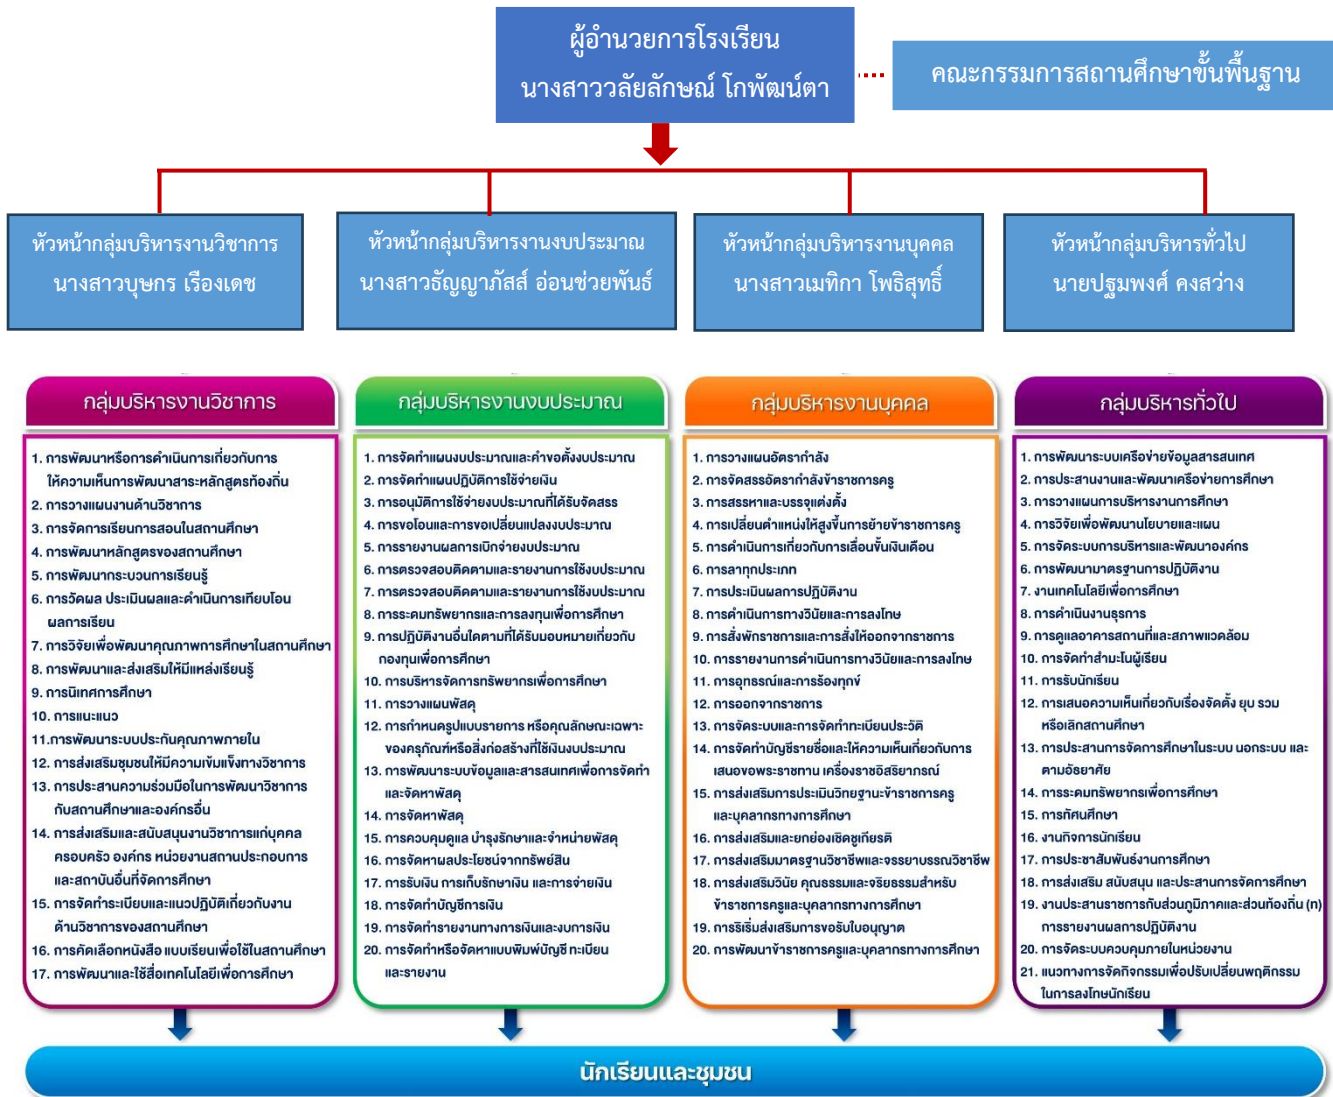 ผู้อำนวยการโรงเรียน
นางสาววลัยลักษณ์ โกพัฒน์ตา
คณะกรรมการสถานศึกษาขั้นพื้นฐาน
หัวหน้ากลุ่มบริหารงานวิชาการ
นางสาวบุษกร เรืองเดช
หัวหน้ากลุ่มบริหารงานงบประมาณ
นางสาวธัญญาภัสส์ อ่อนช่วยพันธ์
หัวหน้ากลุ่มบริหารงานบุคคล
นางสาวเมทิกา โพธิสุทธิ์
หัวหน้ากลุ่มบริหารทั่วไป
นายปฐมพงศ์ คงสว่าง
กลุ่มบริหารงานวิชาการ
1. การพัฒนาหรือการดำเนินการเกี่ยวกับการ
ให้ความเห็นการพัฒนาสาระหลักสูตรท้องถิ่น
2. การวางแผนงานด้านวิชาการ
3. การจัดการเรียนการสอนในสถานศึกษา
4. การพัฒนาหลักสูตรของสถานศึกษา
5. การพัฒนากระบวนการเรียนรู้
6. การวัดผล ประเมินผลและดำเนินการเทียบโอน
ผลการเรียน
7. การวิจัยเพื่อพัฒนาคุณภาพการศึกษาในสถานศึกษา
8. การพัฒนาและส่งเสริมให้มีแหล่งเรียนรู้
9. การนิเทศการศึกษา
10. การแนะแนว
11.การพัฒนาระบบประกันคุณภาพภายใน
12. การส่งเสริมชุมชนให้มีความเข้มแข็งทางวิชาการ
13. การประสานความร่วมมือในการพัฒนาวิชาการ
กับสถานศึกษาและองค์กรอื่น
14. การส่งเสริมและสนับสนุนงานวิชาการแก่บุคคล
ครอบครัว องค์กร หน่วยงานสถานประกอบการ
และสถาบันอื่นที่จัดการศึกษา
15. การจัดทำระเบียบและแนวปฏิบัติเกี่ยวกับงาน
ด้านวิชาการของสถานศึกษา
16. การคัดเลือกหนังสือ แบบเรียนเพื่อใช้ในสถานศึกษา
17. การพัฒนาและใช้สื่อเทคโนโลยีเพื่อการศึกษา
กลุ่มบริหารงานงบประมาณ
1. การจัดทำแผนงบประมาณและคำขอตั้งงบประมาณ
2. การจัดทำแผนปฏิบัติการใช้จ่ายเงิน
3. การอนุมัติการใช้จ่ายงบประมาณที่ได้รับจัดสรร
4. การขอโอนและการขอเปลี่ยนแปลงงบประมาณ
5. การรายงานผลการเบิกจ่ายงบประมาณ
6. การตรวจสอบติดตามและรายงานการใช้งบประมาณ
7. การตรวจสอบติดตามและรายงานการใช้งบประมาณ
8. การระดมทรัพยากรและการลงทุนเพื่อการศึกษา
9. การปฏิบัติงานอื่นใดตามที่ได้รับมอบหมายเกี่ยวกับ
กองทุนเพื่อการศึกษา
10. การบริหารจัดการทรัพยากรเพื่อการศึกษา
11. การวางแผนพัสดุ
12. การกำหนดรูปแบบรายการ หรือคุณลักษณะเฉพาะ
ของครุภัณฑ์หรือสิ่งก่อสร้างที่ใช้เงินงบประมาณ
13. การพัฒนาระบบข้อมูลและสารสนเทศเพื่อการจัดทำ
และจัดหาพัสดุ
14. การจัดหาพัสดุ
15. การควบคุมดูแล บำรุงรักษาและจำหน่ายพัสดุ
16. การจัดหาผลประโยชน์จากทรัพย์สิน
17. การรับเงิน การเก็บรักษาเงิน และการจ่ายเงิน
18. การจัดทำบัญชีการเงิน
19. การจัดทำรายงานทางการเงินและงบการเงิน
20. การจัดทำหรือจัดหาแบบพิมพ์บัญชี ทะเบียน
และรายงาน
กลุ่มบริหารงานบุคคล
1. การวางแผนอัตรากำลัง
2. การจัดสรรอัตรากำลังข้าราชการครู
3. การสรรหาและบรรจุแต่งตั้ง
4. การเปลี่ยนตำแหน่งให้สูงขึ้นการย้ายข้าราชการครู
5. การดำเนินการเกี่ยวกับการเลื่อนขั้นเงินเดือน
6. การลาทุกประเภท
7. การประเมินผลการปฏิบัติงาน
8. การดำเนินการทางวินัยและการลงโทษ
9. การสั่งพักราชการและการสั่งให้ออกจากราชการ
10. การรายงานการดำเนินการทางวินัยและการลงโทษ
11. การอุทธรณ์และการร้องทุกข์
12. การออกจากราชการ
13. การจัดระบบและการจัดทำทะเบียนประวัติ
14. การจัดทำบัญชีรายชื่อและให้ความเห็นเกี่ยวกับการ
เสนอขอพระราชทาน เครื่องราชอิสริยาภรณ์
15. การส่งเสริมการประเมินวิทยฐานะข้าราชการครู
และบุคลากรทางการศึกษา
16. การส่งเสริมและยกย่องเชิดชูเกียรติ
17. การส่งเสริมมาตรฐานวิชาชีพและจรรยาบรรณวิชาชีพ
18. การส่งเสริมวินัย คุณธรรมและจริยธรรมสำหรับ
ข้าราชการครูและบุคลากรทางการศึกษา
19. การริเริ่มส่งเสริมการขอรับใบอนุญาต
20. การพัฒนาข้าราชการครูและบุคลากรทางการศึกษา
กลุ่มบริหารทั่วไป
1. การพัฒนาระบบเครือข่ายข้อมูลสารสนเทศ
2. การประสานงานและพัฒนาเครือข่ายการศึกษา
3. การวางแผนการบริหารงานการศึกษา
4. การวิจัยเพื่อพัฒนานโยบายและแผน
5. การจัดระบบการบริหารและพัฒนาองค์กร
6. การพัฒนามาตรฐานการปฏิบัติงาน
7. งานเทคโนโลยีเพื่อการศึกษา
8. การดำเนินงานธุรการ
9. การดูแลอาคารสถานที่และสภาพแวดล้อม
10. การจัดทำสำมะโนผู้เรียน
11. การรับนักเรียน
12. การเสนอความเห็นเกี่ยวกับเรื่องจัดตั้ง ยุบ รวม
หรือเลิกสถานศึกษา
13. การประสานการจัดการศึกษาในระบบ นอกระบบ และ
ตามอัธยาศัย
14. การระดมทรัพยากรเพื่อการศึกษา
15. การทัศนศึกษา
16. งานกิจการนักเรียน
17. การประชาสัมพันธ์งานการศึกษา
18. การส่งเสริม สนับสนุน และประสานการจัดการศึกษา
19. งานประสานราชการกับส่วนภูมิภาคและส่วนท้องถิ่น (ท)
การรายงานผลการปฏิบัติงาน
20. การจัดระบบควบคุมภายในหน่วยงาน
21. แนวทางการจัดกิจกรรมเพื่อปรับเปลี่ยนพฤติกรรม
ในการลงโทษนักเรียน
นักเรียนและชุมชน